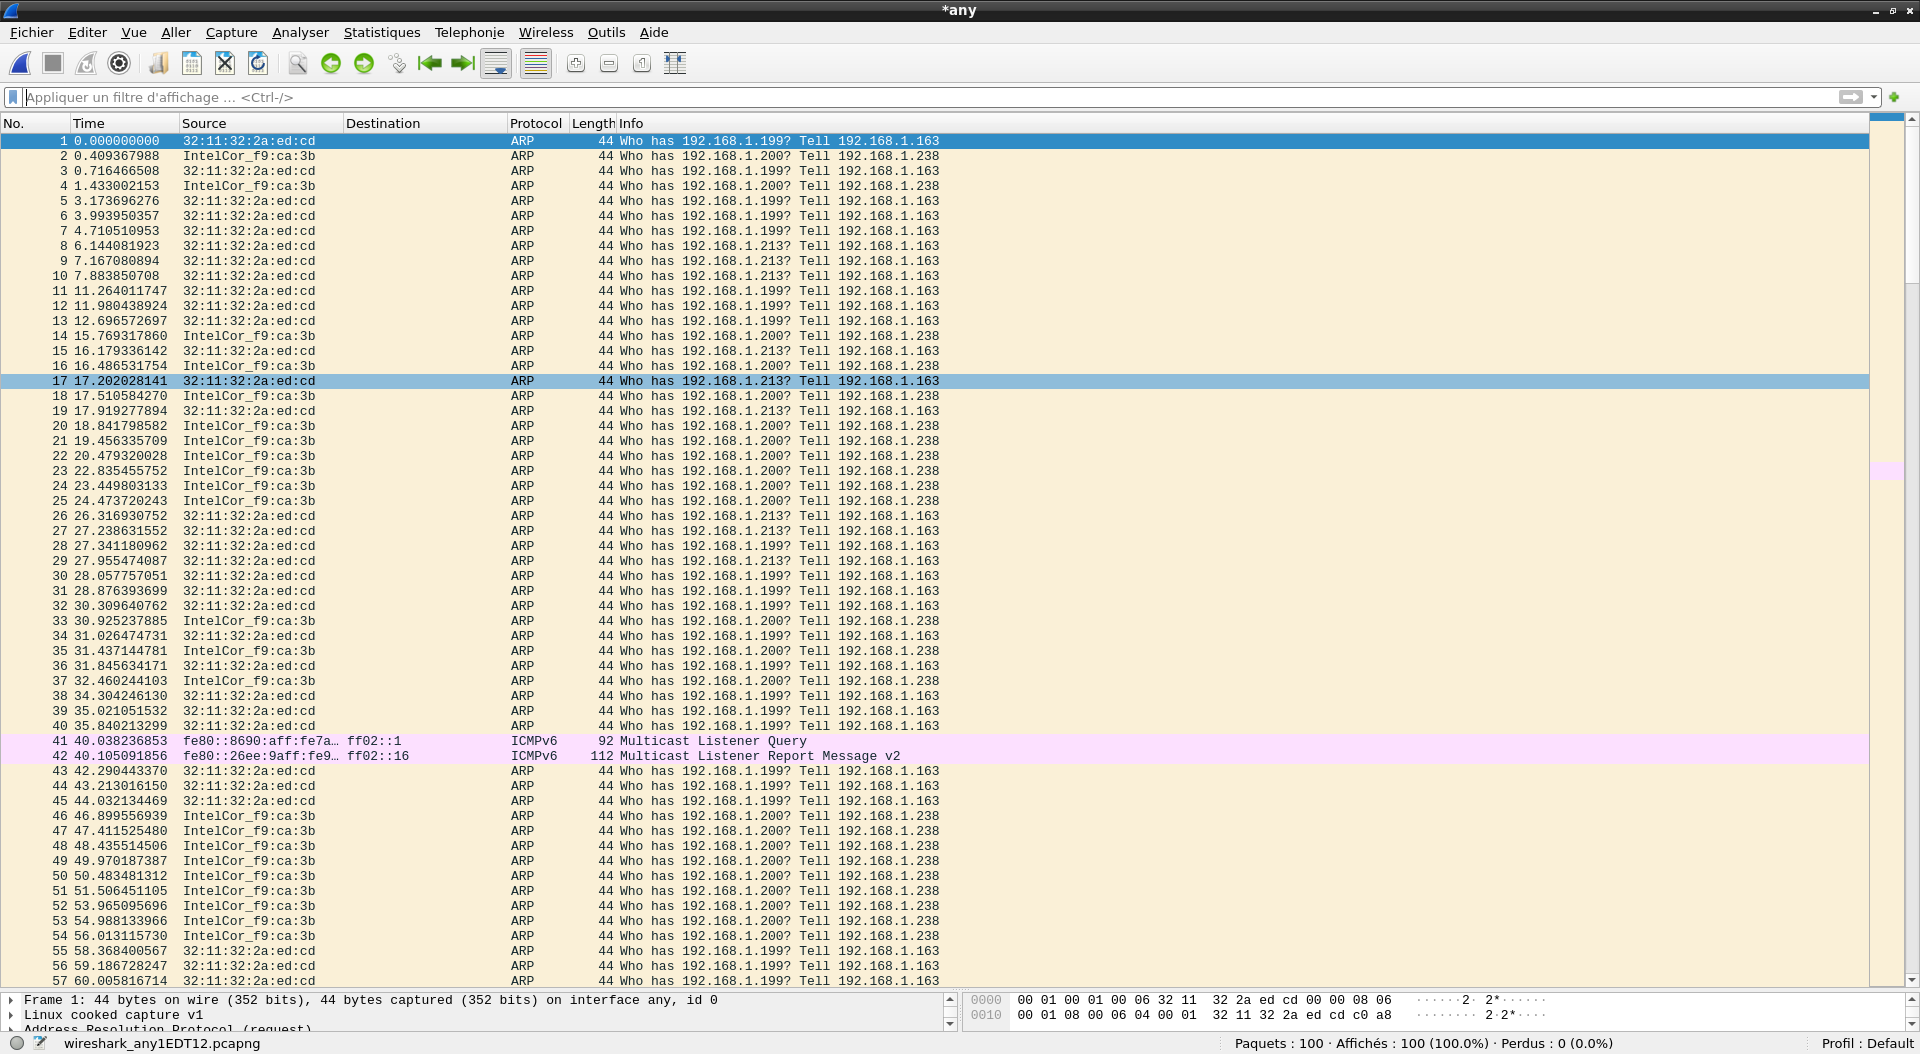 *any
Fichier Editer Vue Aller Capture Analyser Statistiques Telephonie Wireless Outils Aide
Appliquer un filtre d'affichage … <Ctrl-/>
No. Time Source Destination Protocol Length Info
1 0.000000000 32:11:32:2a:ed:cd ARP 44 Who has 192.168.1.199? Tell 192.168.1.163
2 0.409367988 IntelCor_f9:ca:3b ARP 44 Who has 192.168.1.200? Tell 192.168.1.238
3 0.716466508 32:11:32:2a:ed:cd ARP 44 Who has 192.168.1.199? Tell 192.168.1.163
4 1.433002153 IntelCor_f9:ca:3b ARP 44 Who has 192.168.1.200? Tell 192.168.1.238
5 3.173696276 32:11:32:2a:ed:cd ARP 44 Who has 192.168.1.199? Tell 192.168.1.163
6 3.993950357 32:11:32:2a:ed:cd ARP 44 Who has 192.168.1.199? Tell 192.168.1.163
7 4.710510953 32:11:32:2a:ed:cd ARP 44 Who has 192.168.1.199? Tell 192.168.1.163
8 6.144081923 32:11:32:2a:ed:cd ARP 44 Who has 192.168.1.213? Tell 192.168.1.163
9 7.167080894 32:11:32:2a:ed:cd ARP 44 Who has 192.168.1.213? Tell 192.168.1.163
10 7.883850708 32:11:32:2a:ed:cd ARP 44 Who has 192.168.1.213? Tell 192.168.1.163
11 11.264011747 32:11:32:2a:ed:cd ARP 44 Who has 192.168.1.199? Tell 192.168.1.163
12 11.980438924 32:11:32:2a:ed:cd ARP 44 Who has 192.168.1.199? Tell 192.168.1.163
13 12.696572697 32:11:32:2a:ed:cd ARP 44 Who has 192.168.1.199? Tell 192.168.1.163
14 15.769317860 IntelCor_f9:ca:3b ARP 44 Who has 192.168.1.200? Tell 192.168.1.238
15 16.179336142 32:11:32:2a:ed:cd ARP 44 Who has 192.168.1.213? Tell 192.168.1.163
16 16.486531754 IntelCor_f9:ca:3b ARP 44 Who has 192.168.1.200? Tell 192.168.1.238
17 17.202028141 32:11:32:2a:ed:cd ARP 44 Who has 192.168.1.213? Tell 192.168.1.163
18 17.510584270 IntelCor_f9:ca:3b ARP 44 Who has 192.168.1.200? Tell 192.168.1.238
19 17.919277894 32:11:32:2a:ed:cd ARP 44 Who has 192.168.1.213? Tell 192.168.1.163
20 18.841798582 IntelCor_f9:ca:3b ARP 44 Who has 192.168.1.200? Tell 192.168.1.238
21 19.456335709 IntelCor_f9:ca:3b ARP 44 Who has 192.168.1.200? Tell 192.168.1.238
22 20.479320028 IntelCor_f9:ca:3b ARP 44 Who has 192.168.1.200? Tell 192.168.1.238
23 22.835455752 IntelCor_f9:ca:3b ARP 44 Who has 192.168.1.200? Tell 192.168.1.238
24 23.449803133 IntelCor_f9:ca:3b ARP 44 Who has 192.168.1.200? Tell 192.168.1.238
25 24.473720243 IntelCor_f9:ca:3b ARP 44 Who has 192.168.1.200? Tell 192.168.1.238
26 26.316930752 32:11:32:2a:ed:cd ARP 44 Who has 192.168.1.213? Tell 192.168.1.163
27 27.238631552 32:11:32:2a:ed:cd ARP 44 Who has 192.168.1.213? Tell 192.168.1.163
28 27.341180962 32:11:32:2a:ed:cd ARP 44 Who has 192.168.1.199? Tell 192.168.1.163
29 27.955474087 32:11:32:2a:ed:cd ARP 44 Who has 192.168.1.213? Tell 192.168.1.163
30 28.057757051 32:11:32:2a:ed:cd ARP 44 Who has 192.168.1.199? Tell 192.168.1.163
31 28.876393699 32:11:32:2a:ed:cd ARP 44 Who has 192.168.1.199? Tell 192.168.1.163
32 30.309640762 32:11:32:2a:ed:cd ARP 44 Who has 192.168.1.199? Tell 192.168.1.163
33 30.925237885 IntelCor_f9:ca:3b ARP 44 Who has 192.168.1.200? Tell 192.168.1.238
34 31.026474731 32:11:32:2a:ed:cd ARP 44 Who has 192.168.1.199? Tell 192.168.1.163
35 31.437144781 IntelCor_f9:ca:3b ARP 44 Who has 192.168.1.200? Tell 192.168.1.238
36 31.845634171 32:11:32:2a:ed:cd ARP 44 Who has 192.168.1.199? Tell 192.168.1.163
37 32.460244103 IntelCor_f9:ca:3b ARP 44 Who has 192.168.1.200? Tell 192.168.1.238
38 34.304246130 32:11:32:2a:ed:cd ARP 44 Who has 192.168.1.199? Tell 192.168.1.163
39 35.021051532 32:11:32:2a:ed:cd ARP 44 Who has 192.168.1.199? Tell 192.168.1.163
40 35.840213299 32:11:32:2a:ed:cd ARP 44 Who has 192.168.1.199? Tell 192.168.1.163
41 40.038236853 fe80::8690:aff:fe7a… ff02::1 ICMPv6 92 Multicast Listener Query
42 40.105091856 fe80::26ee:9aff:fe9… ff02::16 ICMPv6 112 Multicast Listener Report Message v2
43 42.290443370 32:11:32:2a:ed:cd ARP 44 Who has 192.168.1.199? Tell 192.168.1.163
44 43.213016150 32:11:32:2a:ed:cd ARP 44 Who has 192.168.1.199? Tell 192.168.1.163
45 44.032134469 32:11:32:2a:ed:cd ARP 44 Who has 192.168.1.199? Tell 192.168.1.163
46 46.899556939 IntelCor_f9:ca:3b ARP 44 Who has 192.168.1.200? Tell 192.168.1.238
47 47.411525480 IntelCor_f9:ca:3b ARP 44 Who has 192.168.1.200? Tell 192.168.1.238
48 48.435514506 IntelCor_f9:ca:3b ARP 44 Who has 192.168.1.200? Tell 192.168.1.238
49 49.970187387 IntelCor_f9:ca:3b ARP 44 Who has 192.168.1.200? Tell 192.168.1.238
50 50.483481312 IntelCor_f9:ca:3b ARP 44 Who has 192.168.1.200? Tell 192.168.1.238
51 51.506451105 IntelCor_f9:ca:3b ARP 44 Who has 192.168.1.200? Tell 192.168.1.238
52 53.965095696 IntelCor_f9:ca:3b ARP 44 Who has 192.168.1.200? Tell 192.168.1.238
53 54.988133966 IntelCor_f9:ca:3b ARP 44 Who has 192.168.1.200? Tell 192.168.1.238
54 56.013115730 IntelCor_f9:ca:3b ARP 44 Who has 192.168.1.200? Tell 192.168.1.238
55 58.368400567 32:11:32:2a:ed:cd ARP 44 Who has 192.168.1.199? Tell 192.168.1.163
56 59.186728247 32:11:32:2a:ed:cd ARP 44 Who has 192.168.1.199? Tell 192.168.1.163
57 60.005816714 32:11:32:2a:ed:cd ARP 44 Who has 192.168.1.199? Tell 192.168.1.163
Frame 1: 44 bytes on wire (352 bits), 44 bytes captured (352 bits) on interface any, id 0
Linux cooked capture v1
Address Resolution Protocol (request)
0000 00 01 00 01 00 06 32 11 32 2a ed cd 00 00 08 06 ······2· 2*······
0010 00 01 08 00 06 04 00 01 32 11 32 2a ed cd c0 a8 ········ 2·2*····
wireshark_any1EDT12.pcapng
Paquets : 100 · Affichés : 100 (100.0%) · Perdus : 0 (0.0%)
Profil : Default